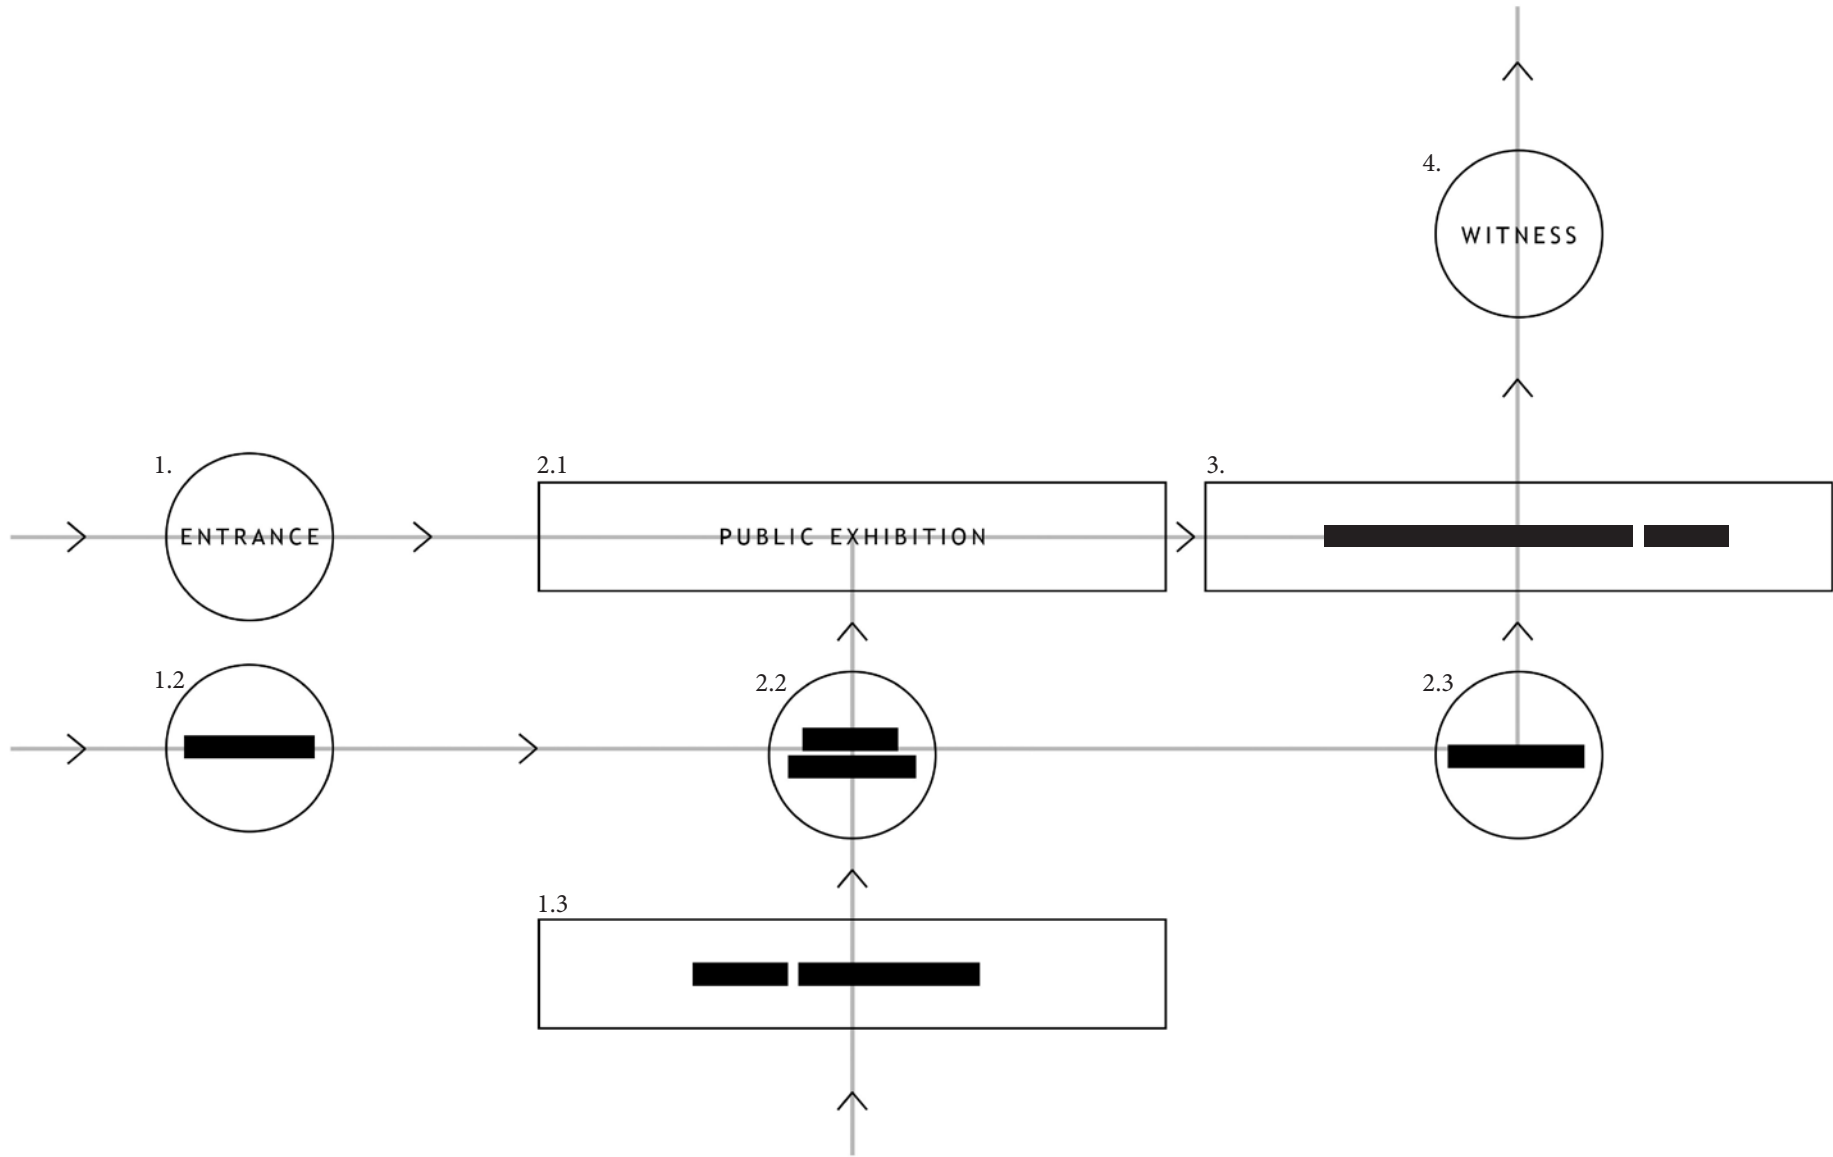 4.
WITNESS
1.
ENTRANCE
2.1
PUBLIC EXHIBITION
3.
1.2
2.2
2.3
1.3